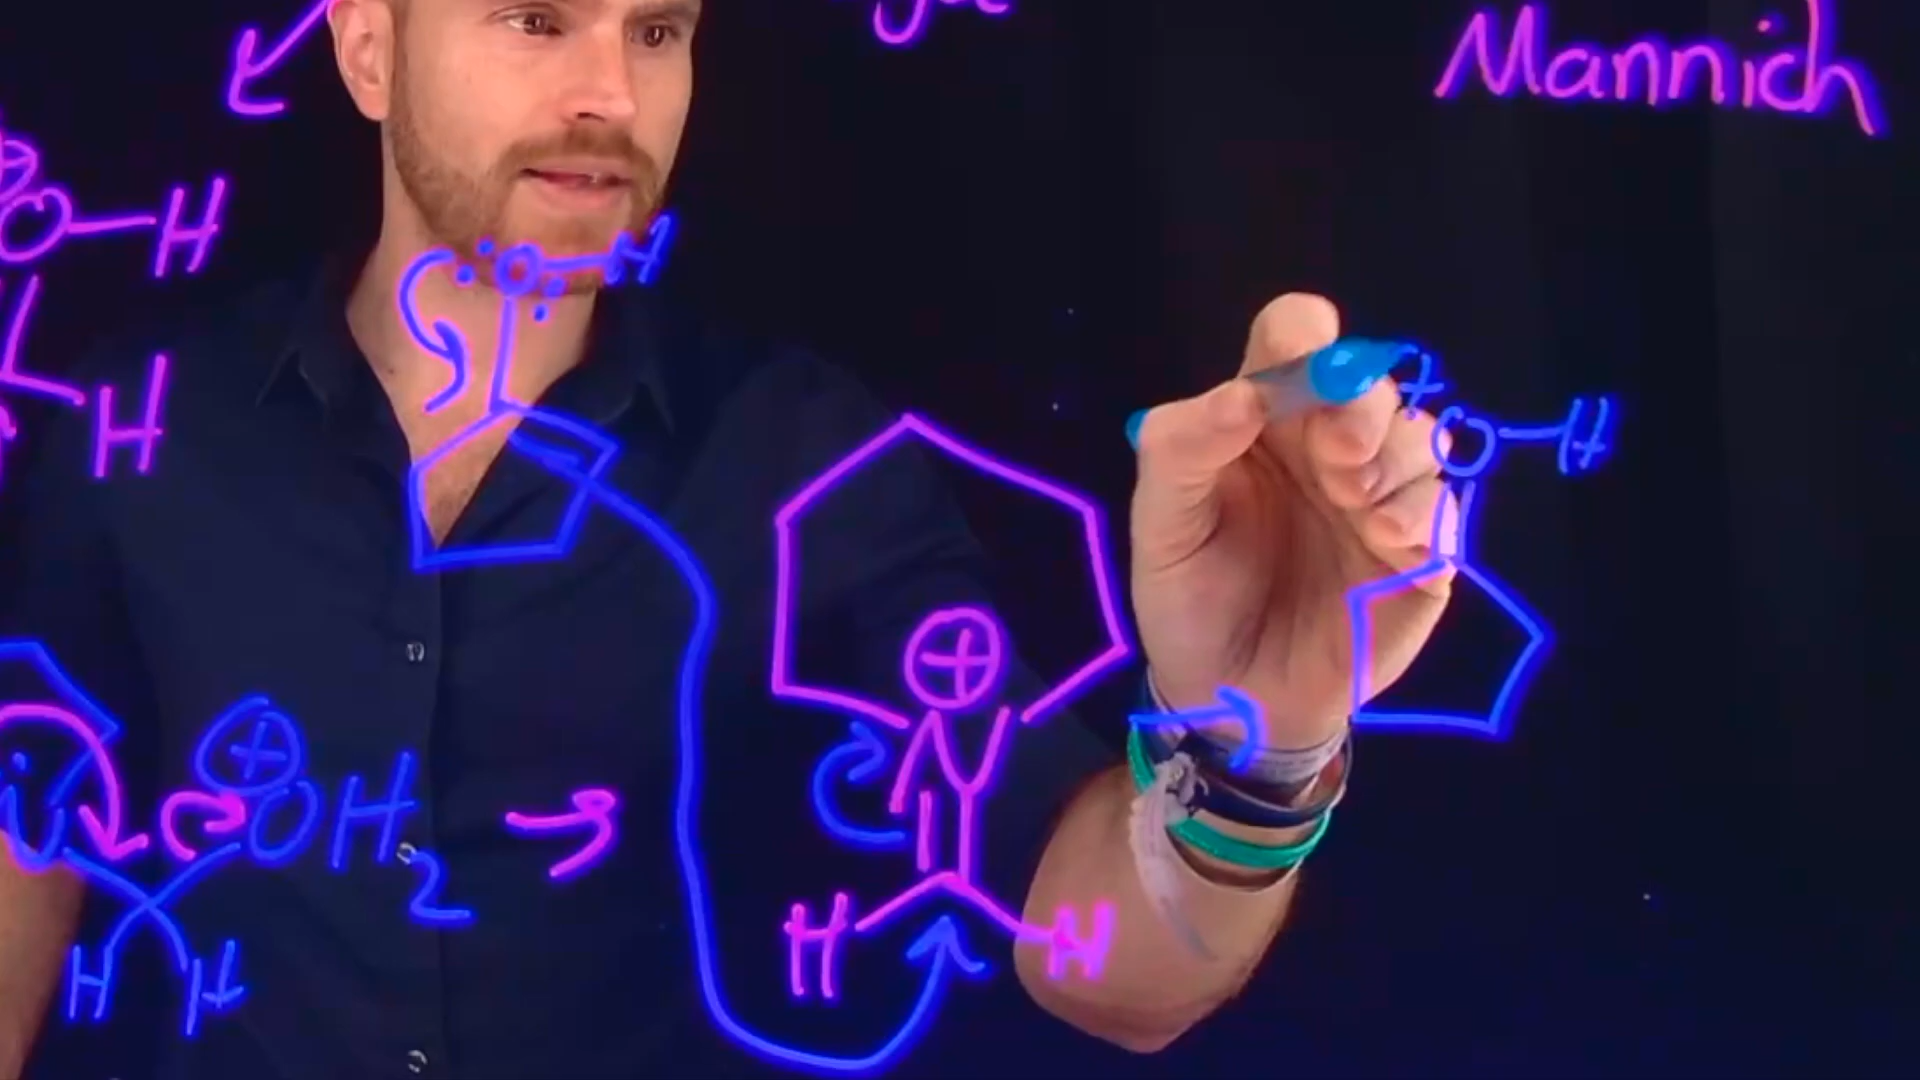 Mannich
⊕
O-H
H
:Ö-H
+
O-H
⊕
N
⊕
OH2
H H
H H